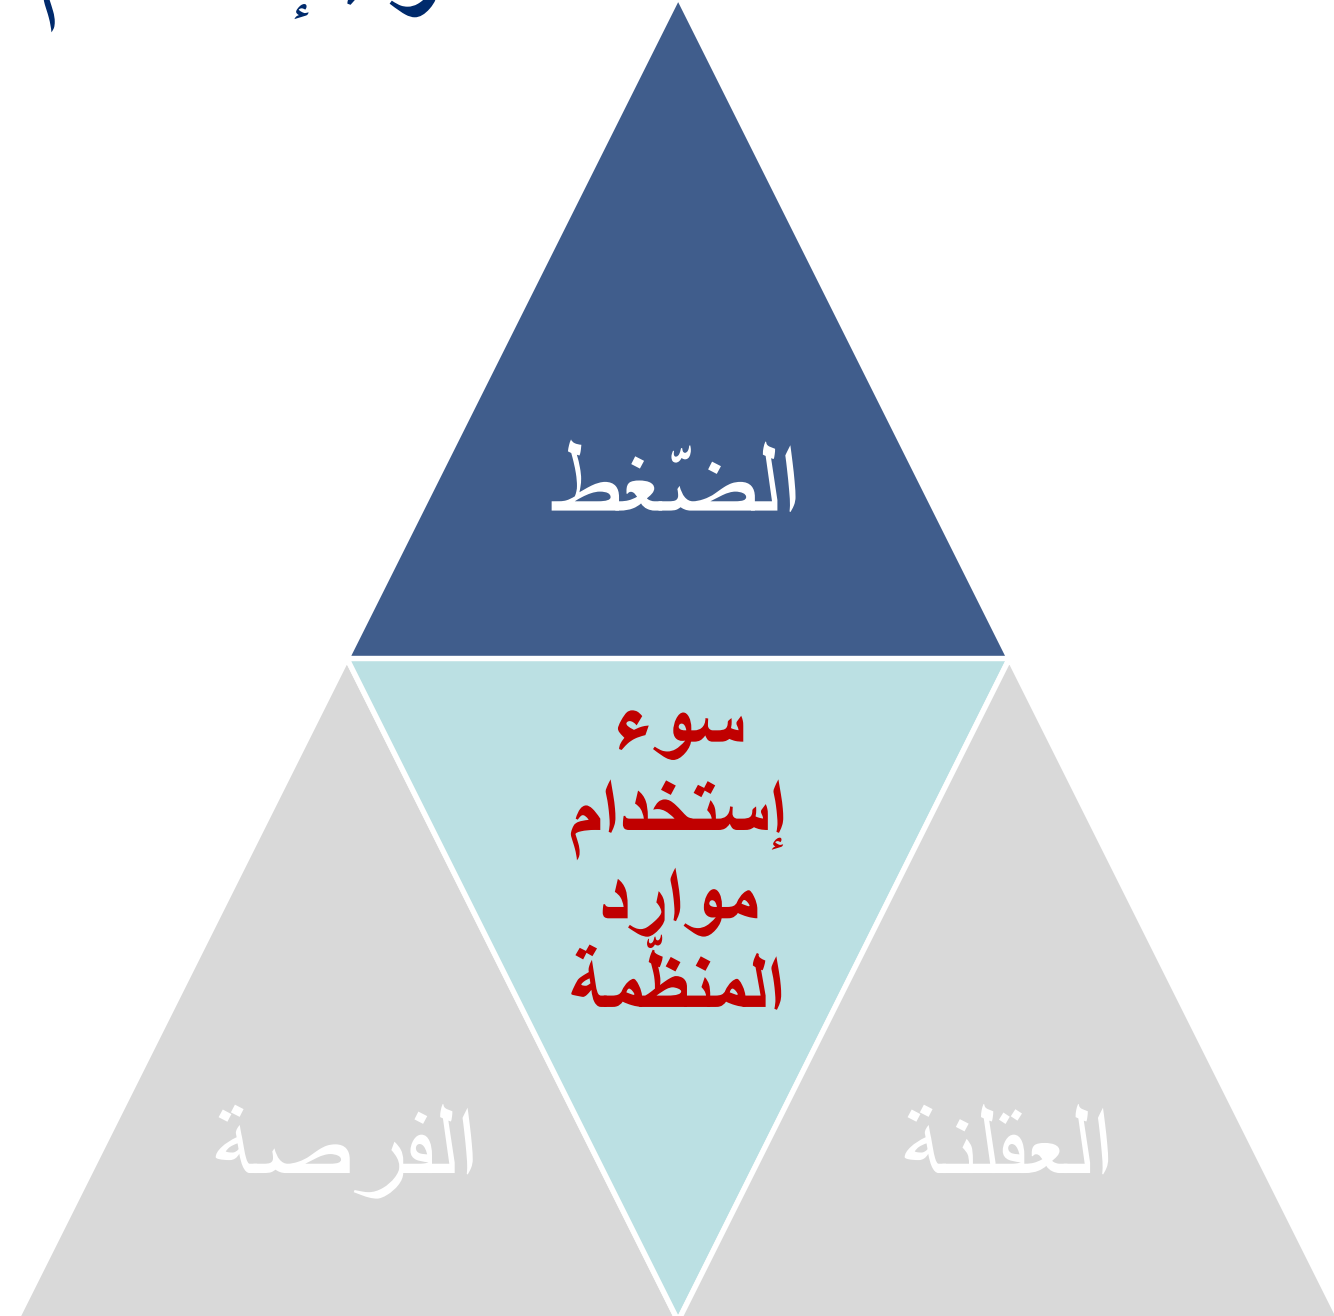 الضّغط
سوء
إستخدام
موارد
المنظّمة
العقلنة
الفرصة